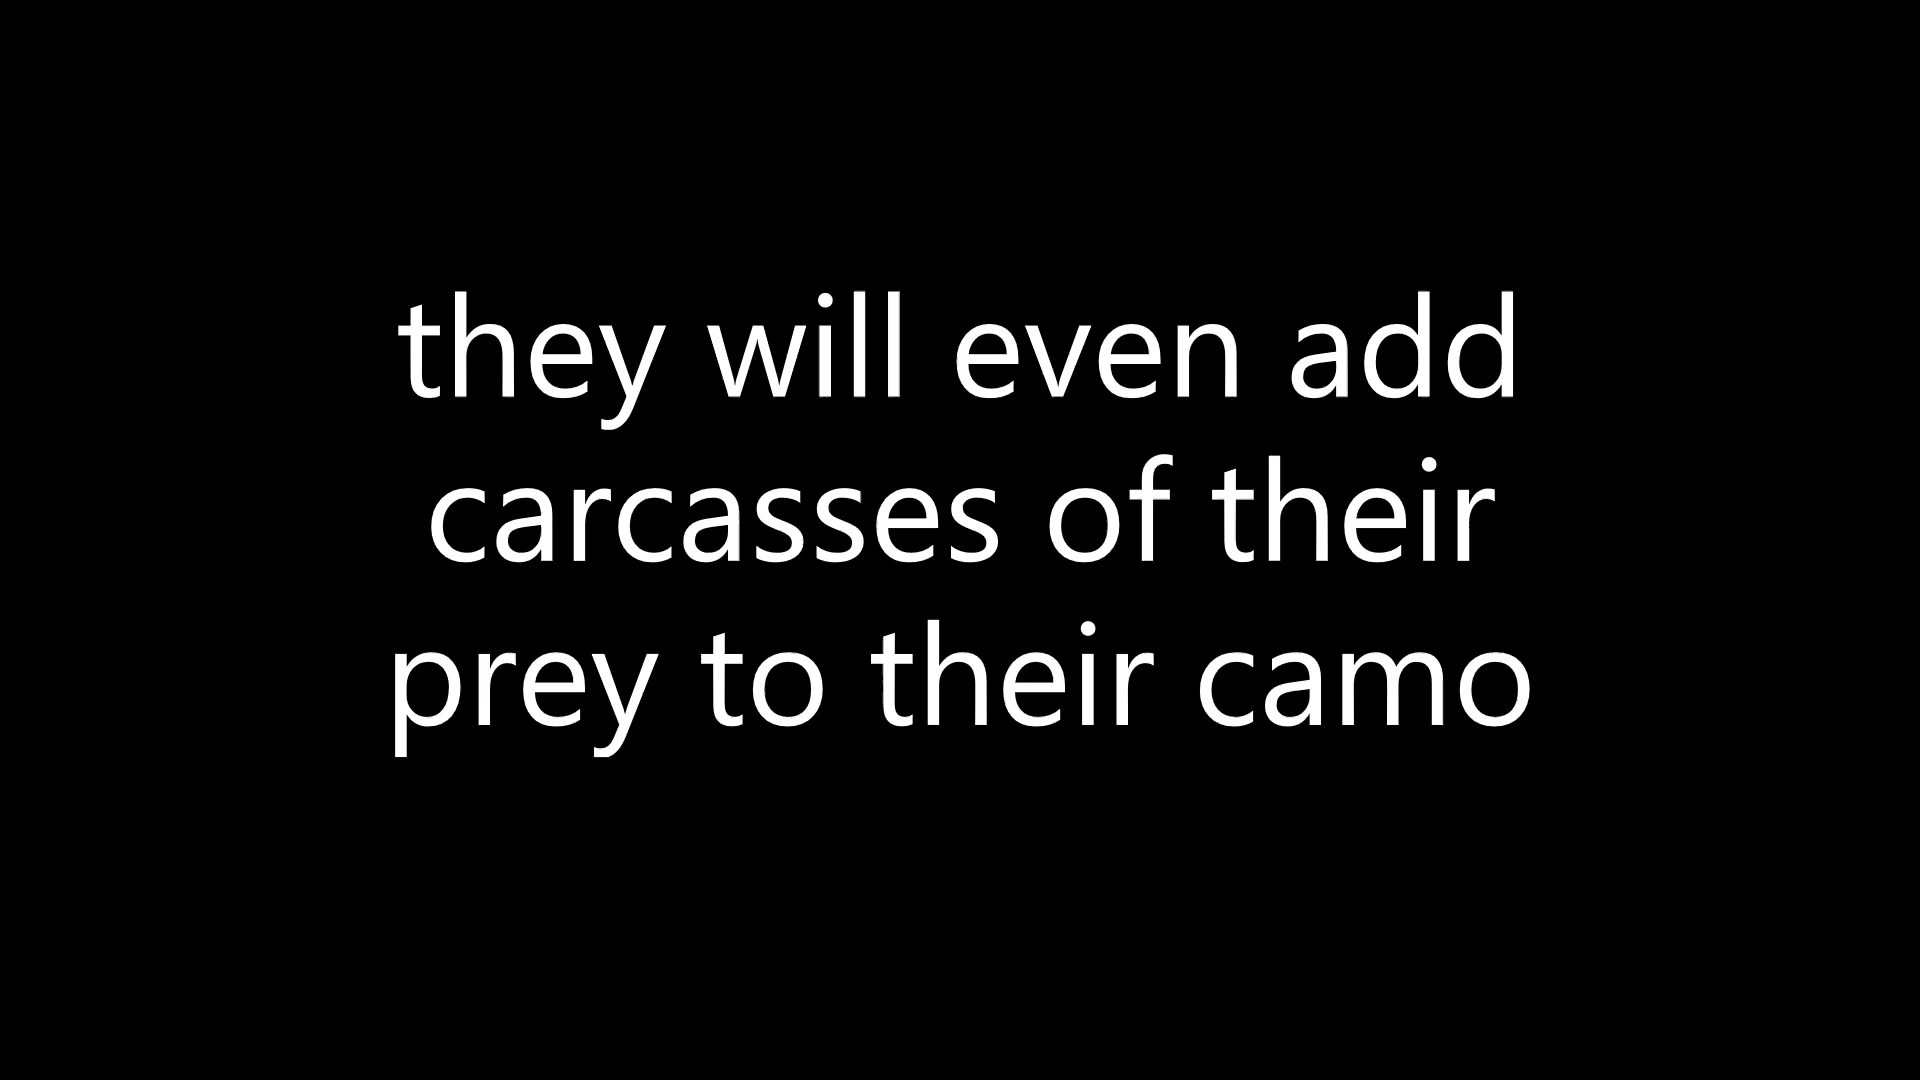 they will even add
carcasses of their
prey to their camo